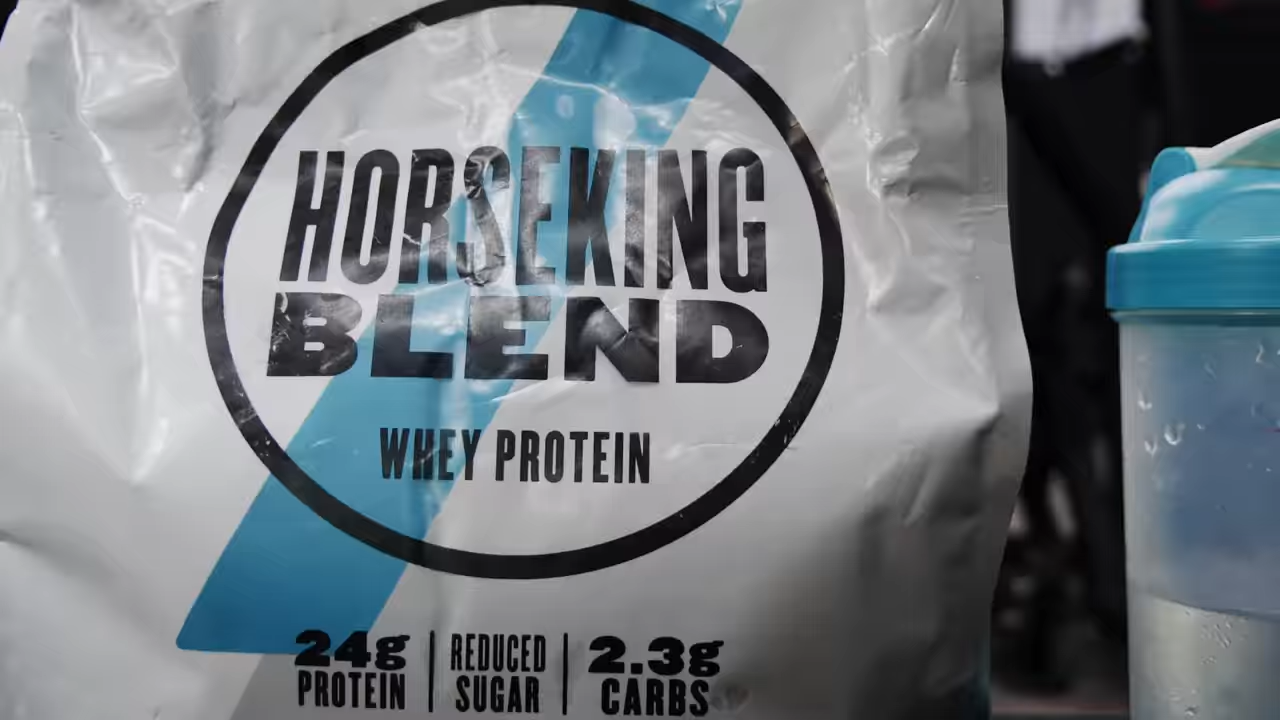 HORSEKING
BLEND
WHEY PROTEIN
24g PROTEIN | REDUCED SUGAR | 2.3g CARBS